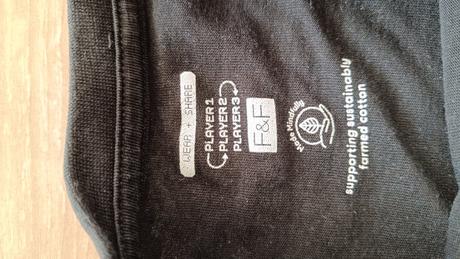 WEAR + SHARE
PLAYER 1
PLAYER 2
PLAYER 3
F&F
Made Mindfully
supporting sustainably
farmed cotton